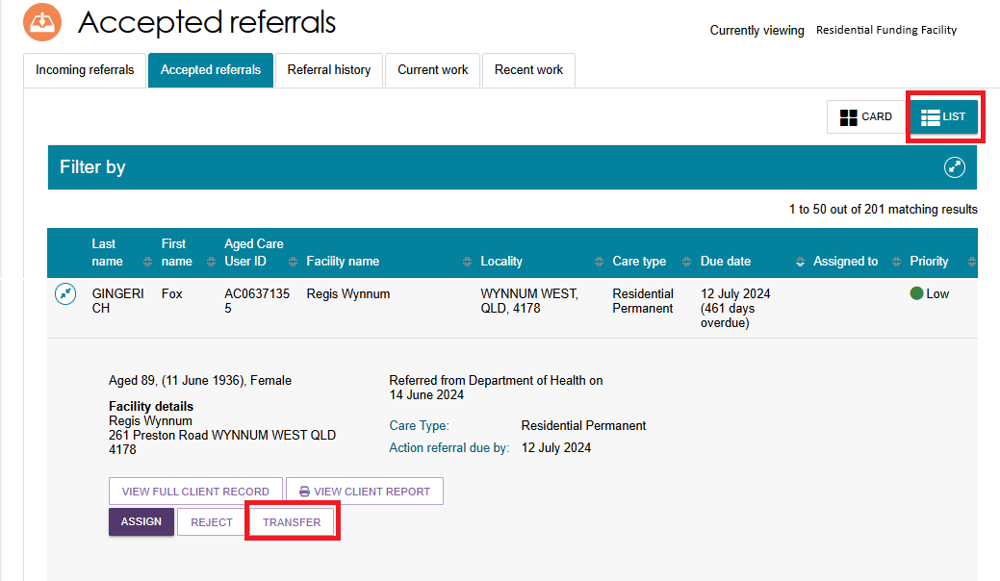 Accepted referrals
Currently viewing Residential Funding Facility
Incoming referrals Accepted referrals Referral history Current work Recent work
CARD LIST
Filter by
1 to 50 out of 201 matching results
Last name First name Aged Care User ID Facility name Locality Care type Due date Assigned to Priority
GINGERI Fox AC0637135 Regis Wynnum WYNNUM WEST, Residential 12 July 2024 Low
CH 5 QLD, 4178 Permanent (461 days
overdue)
Aged 89, (11 June 1936), Female
Facility details
Regis Wynnum
261 Preston Road WYNNUM WEST QLD
4178
Referred from Department of Health on
14 June 2024
Care Type: Residential Permanent
Action referral due by: 12 July 2024
VIEW FULL CLIENT RECORD VIEW CLIENT REPORT
ASSIGN REJECT TRANSFER